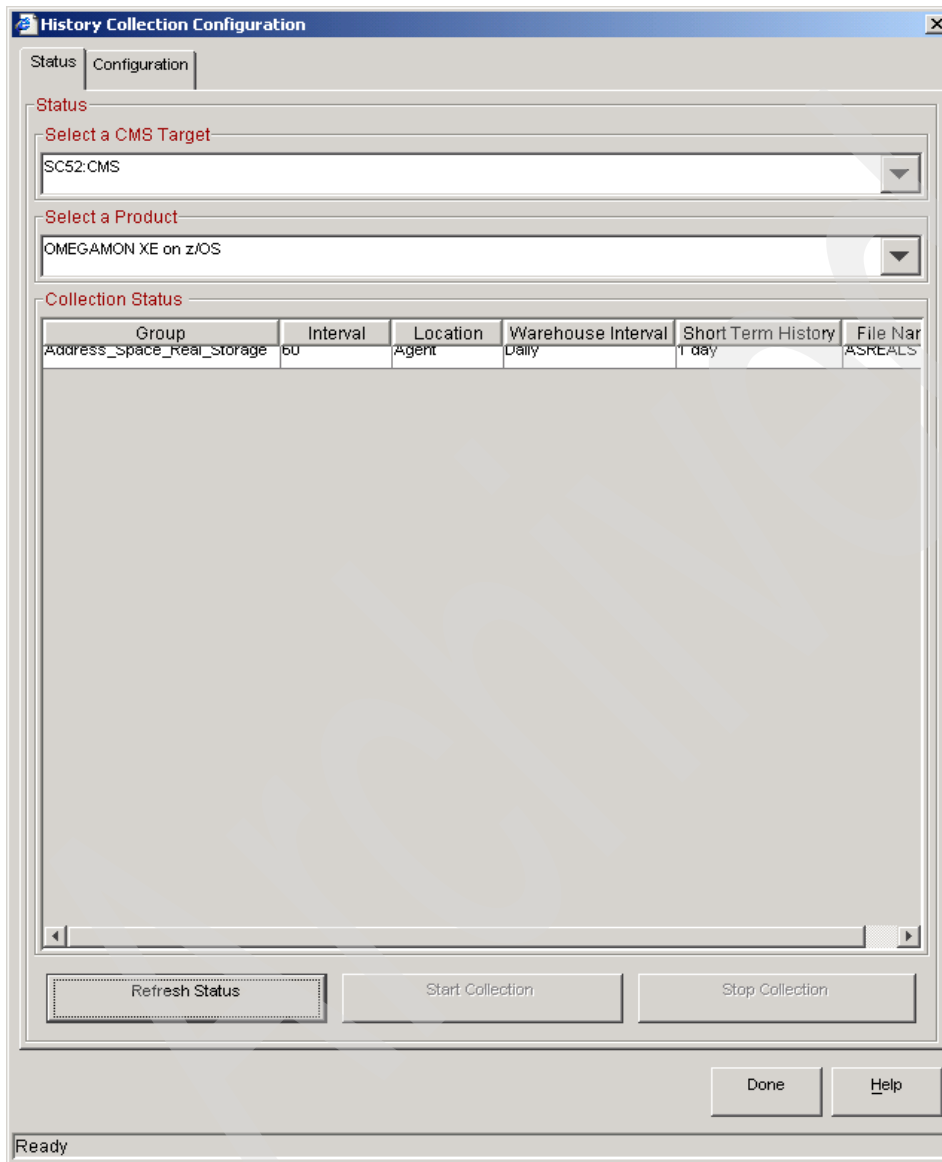 History Collection Configuration
Status
Configuration
Status
Select a CMS Target
SC52:CMS
Select a Product
OMEGAMON XE on z/OS
Collection Status
Group Interval Location Warehouse Interval Short Term History File Nar
Address_Space_Real_Storage 60 Agent Daily 1 day ASREALS
Refresh Status Start Collection Stop Collection
Done Help
Ready